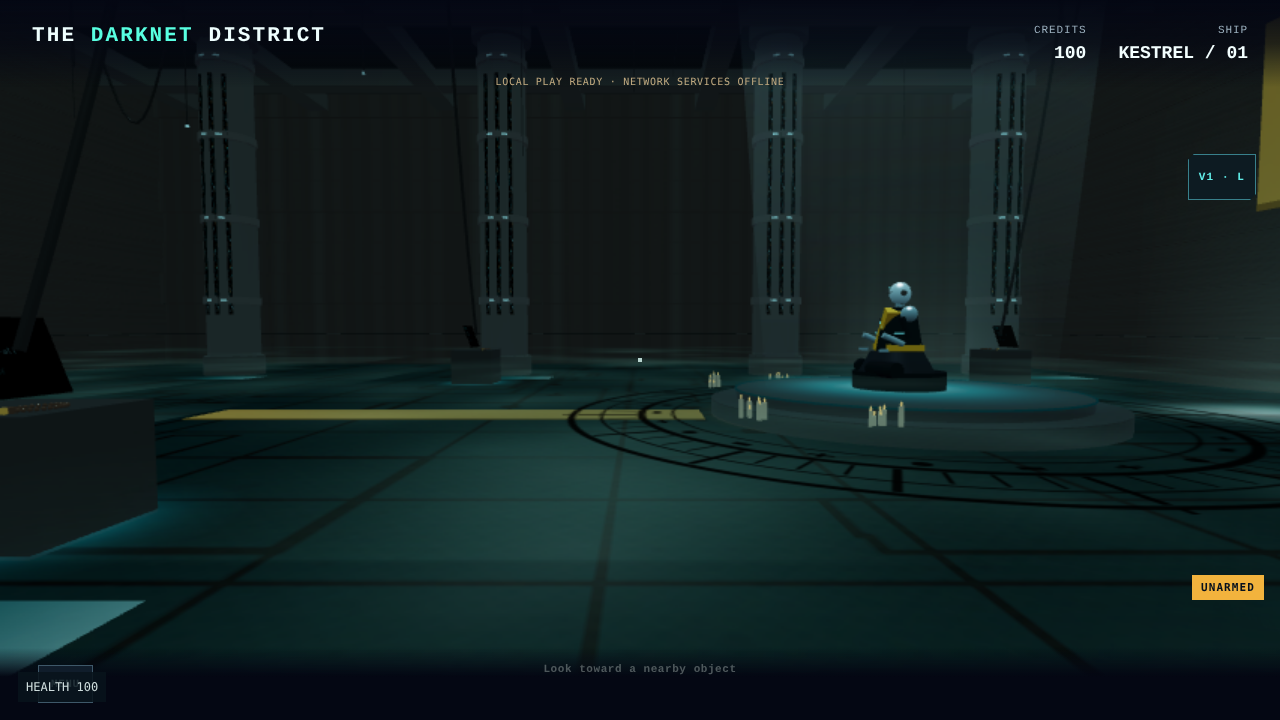 THE DARKNET DISTRICT
CREDITS
100
SHIP
KESTREL / 01
LOCAL PLAY READY · NETWORK SERVICES OFFLINE
V1 · L
UNARMED
Look toward a nearby object
HEALTH 100